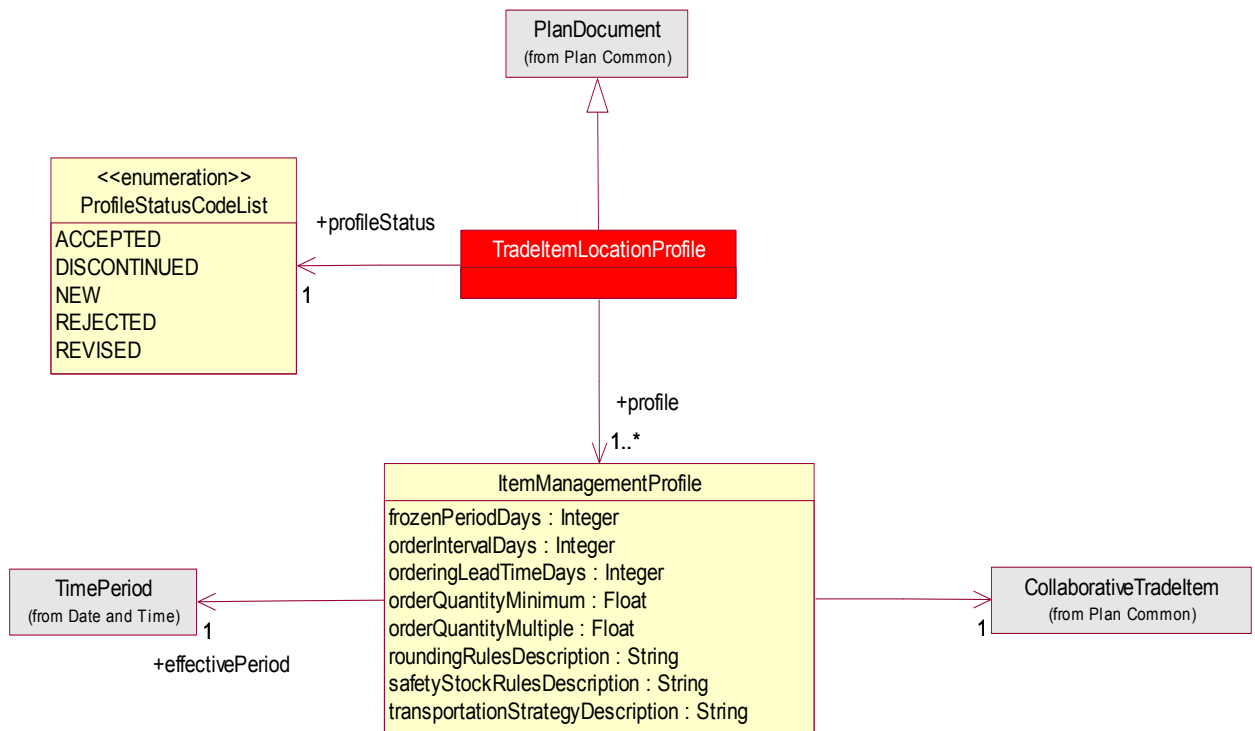 PlanDocument
(from Plan Common)
<<enumeration>>
ProfileStatusCodeList
ACCEPTED
DISCONTINUED
NEW
REJECTED
REVISED
+profileStatus
1
TradeItemLocationProfile
+profile
1..*
ItemManagementProfile
frozenPeriodDays : Integer
orderIntervalDays : Integer
orderingLeadTimeDays : Integer
orderQuantityMinimum : Float
orderQuantityMultiple : Float
roundingRulesDescription : String
safetyStockRulesDescription : String
transportationStrategyDescription : String
TimePeriod
(from Date and Time)
1
+effectivePeriod
CollaborativeTradeItem
(from Plan Common)
1